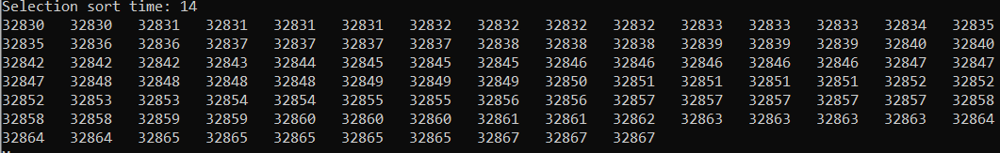 Selection sort time: 14
32830 32830 32831 32831 32831 32831 32832 32832 32832 32832 32833 32833 32833 32834 32835
32835 32836 32836 32837 32837 32837 32837 32838 32838 32838 32839 32839 32839 32840 32840
32842 32842 32842 32843 32844 32845 32845 32845 32846 32846 32846 32846 32846 32847 32847
32847 32848 32848 32848 32848 32849 32849 32849 32850 32851 32851 32851 32851 32852 32852
32852 32853 32853 32854 32854 32855 32855 32856 32856 32857 32857 32857 32857 32857 32858
32858 32858 32859 32859 32860 32860 32860 32861 32861 32862 32863 32863 32863 32863 32864
32864 32864 32865 32865 32865 32865 32865 32867 32867 32867